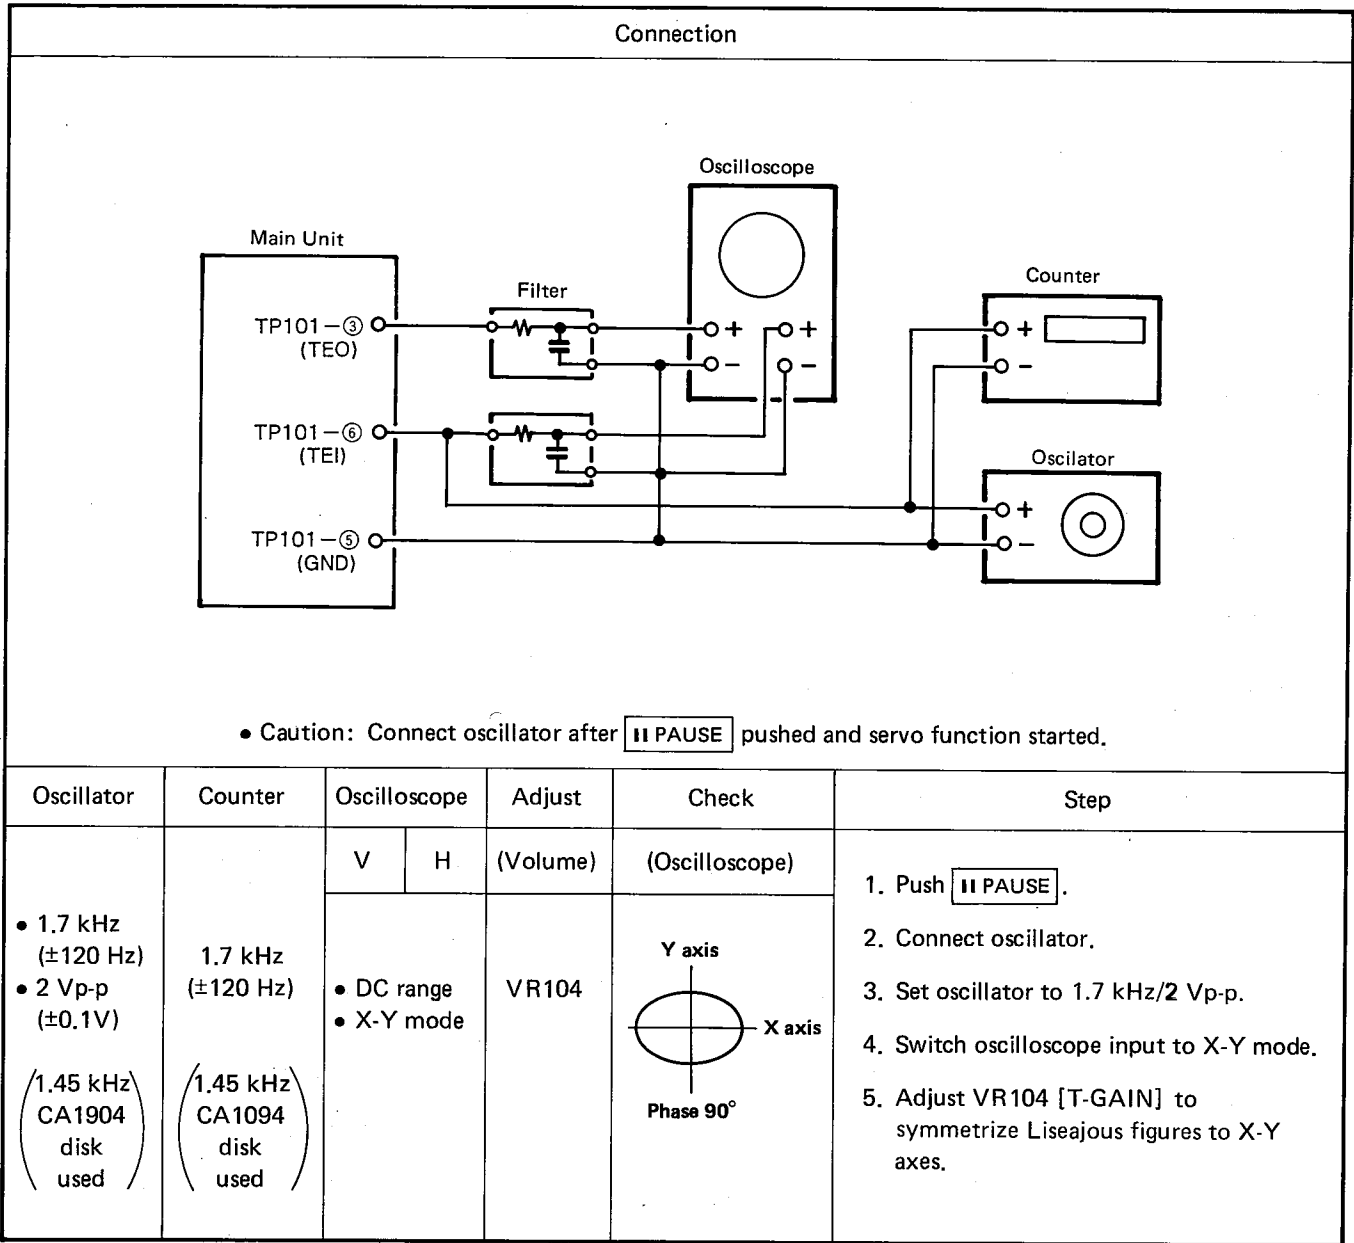 Connection
Oscilloscope
Main Unit
Counter
Filter
TP101-③
(TEO)
+ +
- -
+
-
TP101-⑥
(TEI)
Oscilator
+
-
TP101-⑤
(GND)
• Caution: Connect oscillator after II PAUSE pushed and servo function started.
Oscillator Counter Oscilloscope Adjust Check Step
V H (Volume) (Oscilloscope)
• 1.7 kHz
(±120 Hz)
• 2 Vp-p
(±0.1V)
(1.45 kHz
CA1904
disk
used)
1.7 kHz
(±120 Hz)
(1.45 kHz
CA1094
disk
used)
• DC range
• X-Y mode
VR104
Y axis
X axis
Phase 90°
1. Push II PAUSE.
2. Connect oscillator.
3. Set oscillator to 1.7 kHz/2 Vp-p.
4. Switch oscilloscope input to X-Y mode.
5. Adjust VR104 [T-GAIN] to
symmetrize Liseajous figures to X-Y
axes.